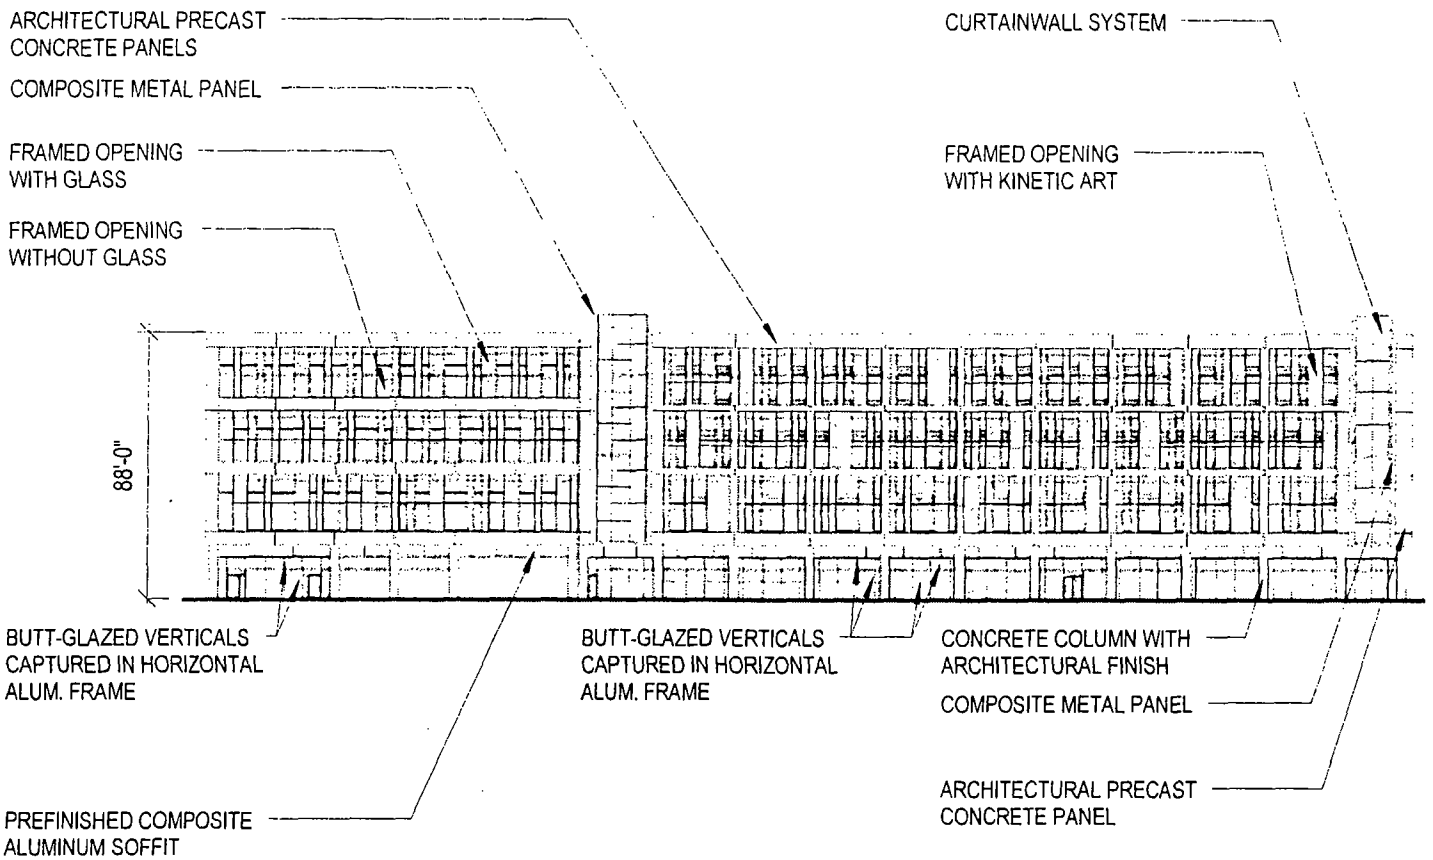 ARCHITECTURAL PRECAST
CONCRETE PANELS
COMPOSITE METAL PANEL
FRAMED OPENING
WITH GLASS
FRAMED OPENING
WITHOUT GLASS
CURTAINWALL SYSTEM
FRAMED OPENING
WITH KINETIC ART
88'-0"
BUTT-GLAZED VERTICALS
CAPTURED IN HORIZONTAL
ALUM. FRAME
BUTT-GLAZED VERTICALS
CAPTURED IN HORIZONTAL
ALUM. FRAME
CONCRETE COLUMN WITH
ARCHITECTURAL FINISH
COMPOSITE METAL PANEL
ARCHITECTURAL PRECAST
CONCRETE PANEL
PREFINISHED COMPOSITE
ALUMINUM SOFFIT